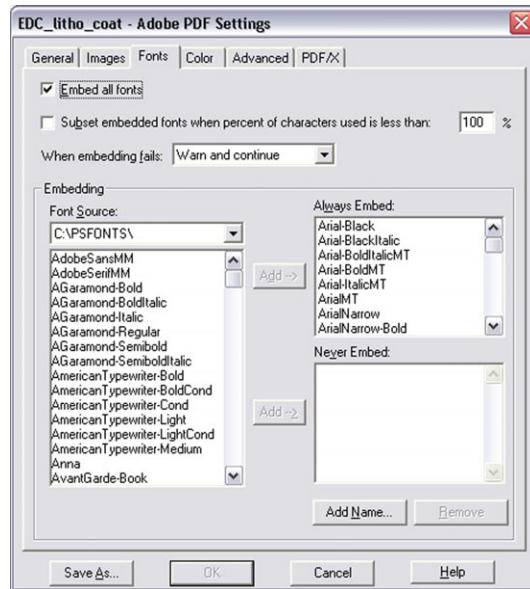 EDC_litho_coat - Adobe PDF Settings
General Images Fonts Color Advanced PDF/X
Embed all fonts
Subset embedded fonts when percent of characters used is less than: 100 %
When embedding fails: Warn and continue
Embedding
Font Source:
C:\PSFONTS\
AdobeSansMM
AdobeSerifMM
AGaramond-Bold
AGaramond-BoldItalic
AGaramond-Italic
AGaramond-Regular
AGaramond-Semibold
AGaramond-SemiboldItalic
AmericanTypewriter-Bold
AmericanTypewriter-BoldCond
AmericanTypewriter-Cond
AmericanTypewriter-Light
AmericanTypewriter-LightCond
AmericanTypewriter-Medium
Anna
AvantGarde-Book
Add -->
Add -->
Always Embed:
Arial-Black
Arial-BlackItalic
Arial-BoldItalicMT
Arial-BoldMT
Arial-ItalicMT
ArialMT
ArialNarrow
ArialNarrow-Bold
Never Embed:
Add Name... Remove
Save As... OK Cancel Help